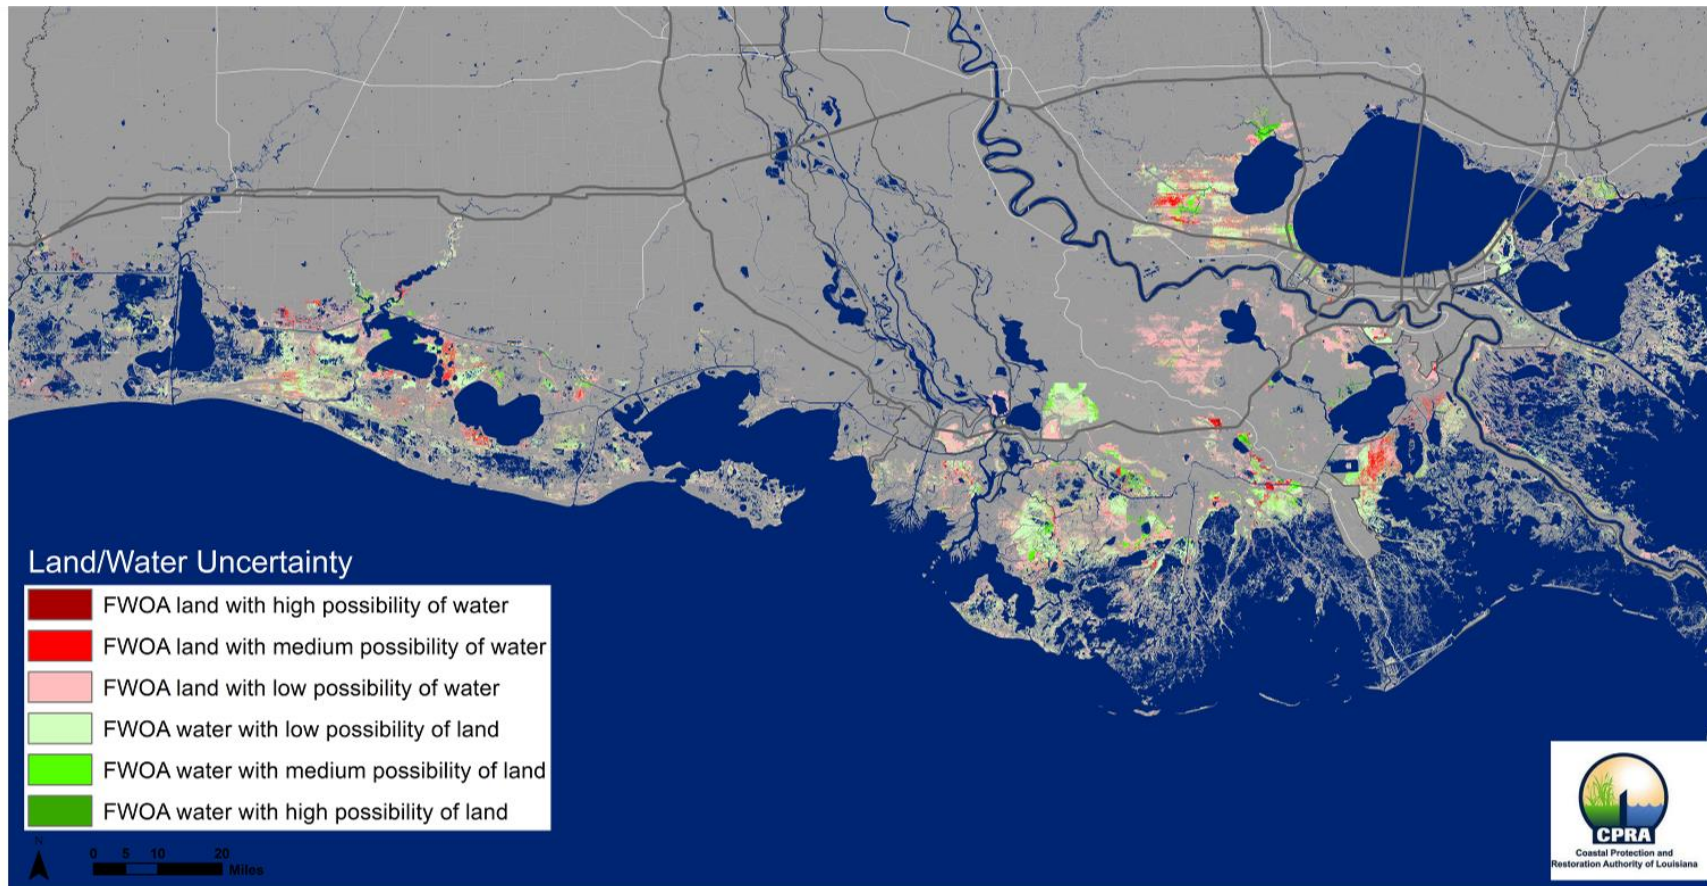 Land/Water Uncertainty
FWOA land with high possibility of water
FWOA land with medium possibility of water
FWOA land with low possibility of water
FWOA water with low possibility of land
FWOA water with medium possibility of land
FWOA water with high possibility of land
N
0 5 10 20
Miles
CPRA
Coastal Protection and
Restoration Authority of Louisiana